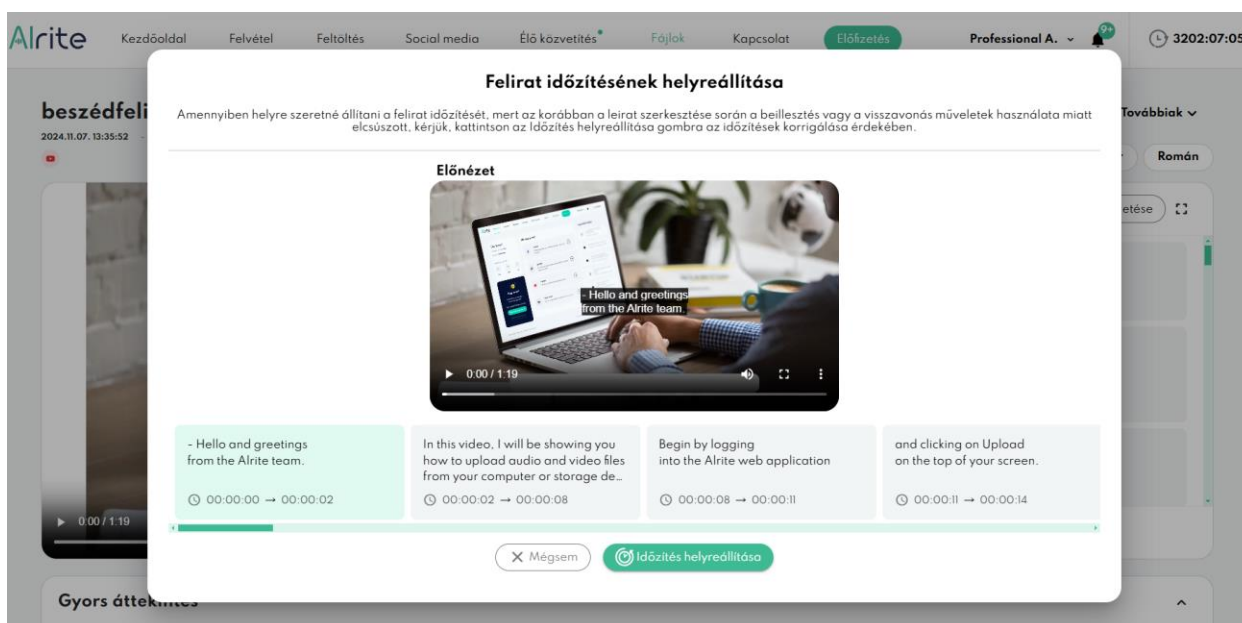 Alrite
Kezdőoldal Felvétel Feltöltés Social media Élő közvetítés Fájlok Kapcsolat Előfizetés Professional A. 9+ 3202:07:05
Felirat időzítésének helyreállítása
Amennyiben helyre szeretné állítani a felirat időzítését, mert az korábban a leirat szerkesztése során a beillesztés vagy a visszavonás műveletek használata miatt
elcsúszott, kérjük, kattintson az Időzítés helyreállítása gombra az időzítések korrigálása érdekében.
beszédfeli
2024.11.07. 13:35:52 -
Továbbiak
Román
etése
Előnézet
- Hello and greetings
from the Alrite team.
0:00 / 1:19
- Hello and greetings
from the Alrite team.
00:00:00 → 00:00:02
In this video, I will be showing you
how to upload audio and video files
from your computer or storage de...
00:00:02 → 00:00:08
Begin by logging
into the Alrite web application
00:00:08 → 00:00:11
and clicking on Upload
on the top of your screen.
00:00:11 → 00:00:14
0:00 / 1:19
Mégsem
Időzítés helyreállítása
Gyors áttekintés